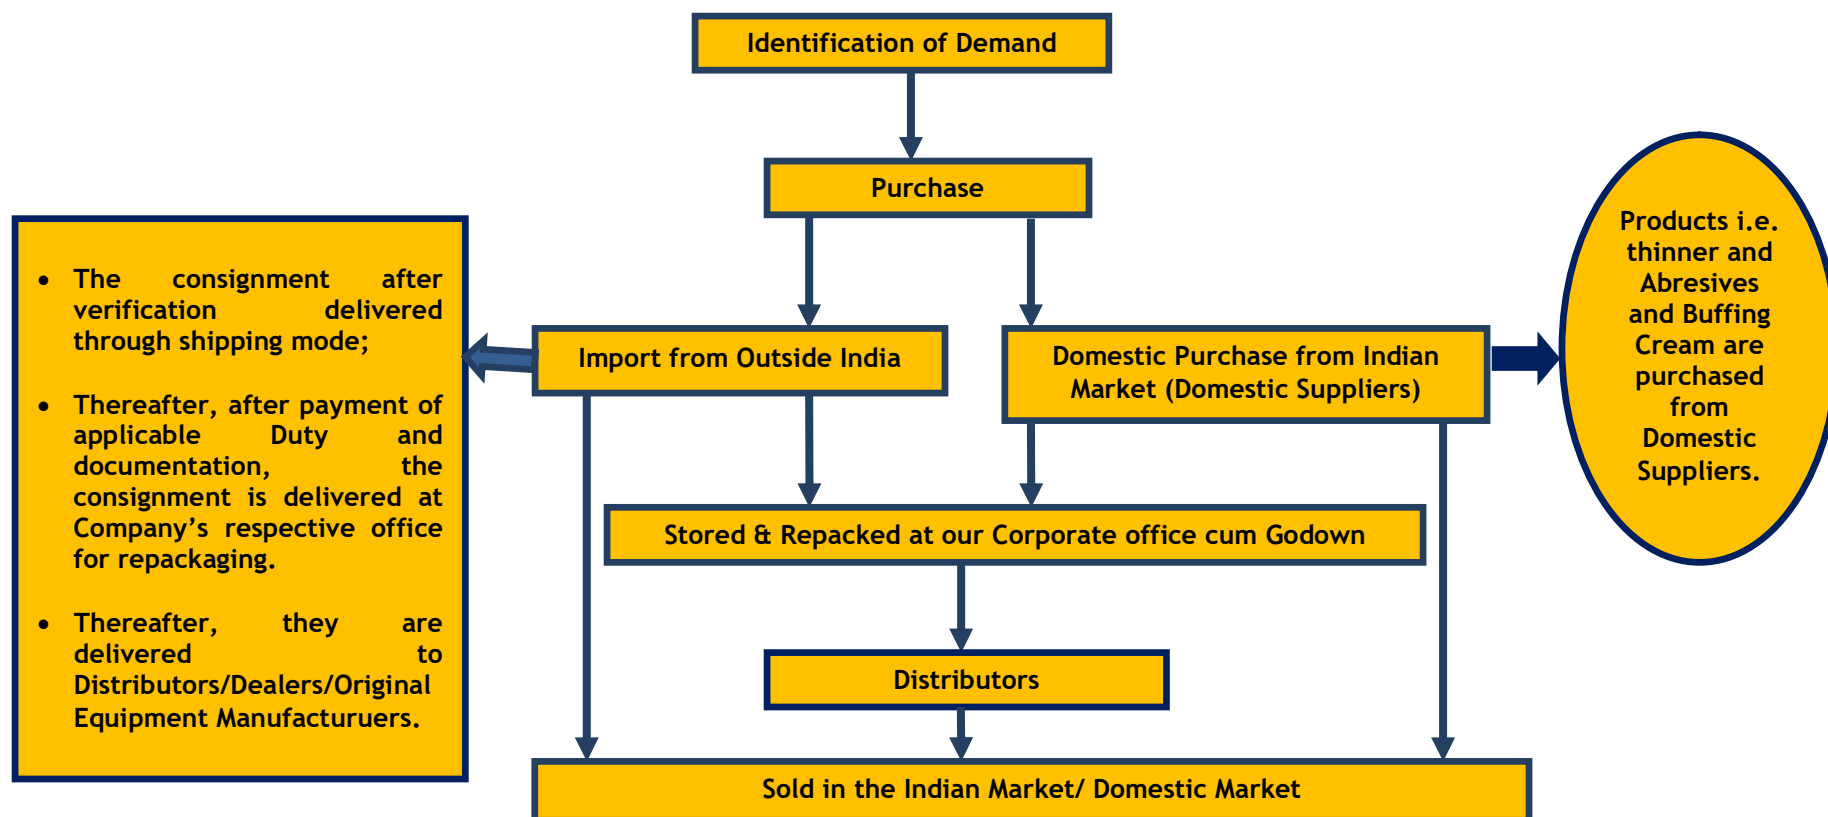 Identification of Demand
Purchase
Products i.e.
thinner and
Abresives
and Buffing
Cream are
purchased
from
Domestic
Suppliers.
• The consignment after
verification delivered
through shipping mode;
• Thereafter, after payment of
applicable Duty and
documentation, the
consignment is delivered at
Company’s respective office
for repackaging.
• Thereafter, they are
delivered to
Distributors/Dealers/Original
Equipment Manufacturuers.
Import from Outside India
Domestic Purchase from Indian
Market (Domestic Suppliers)
Stored & Repacked at our Corporate office cum Godown
Distributors
Sold in the Indian Market/ Domestic Market